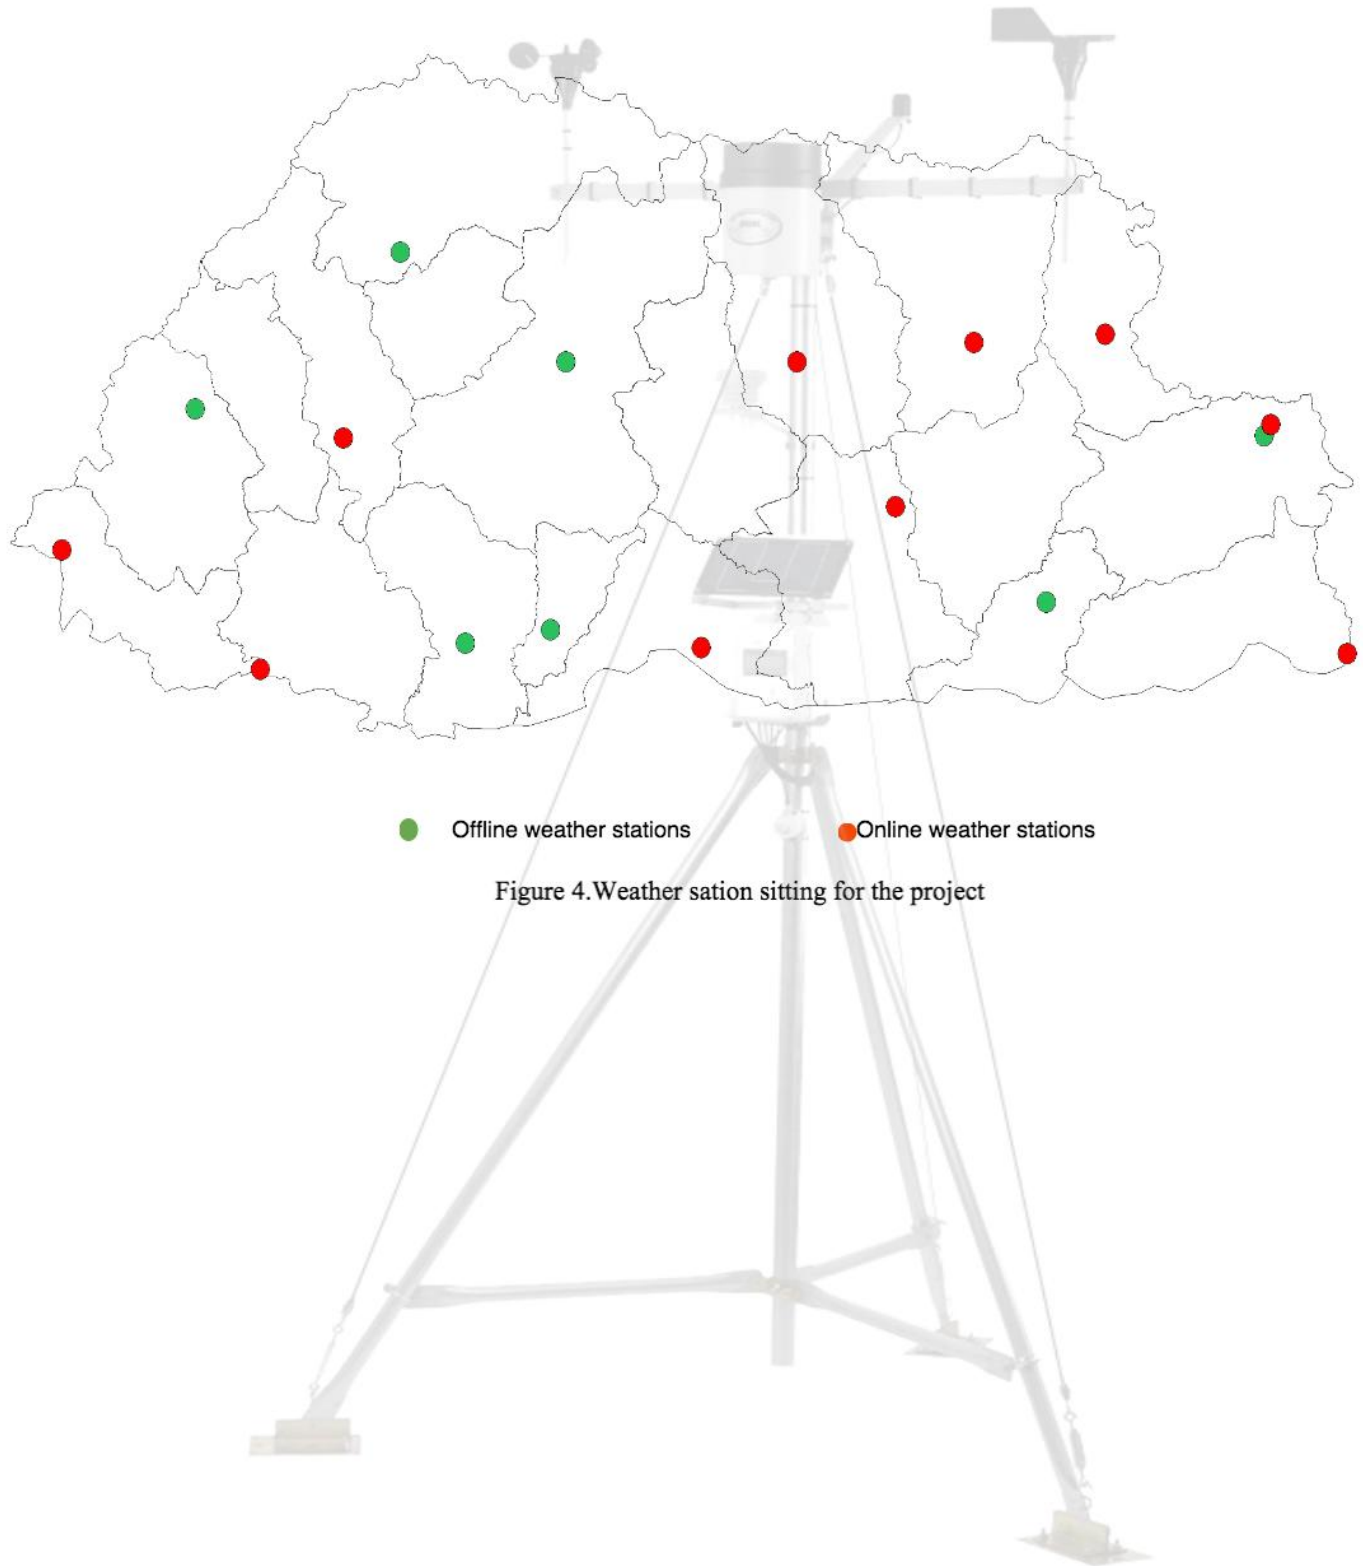 Offline weather stations
Online weather stations
Figure 4.Weather sation sitting for the project